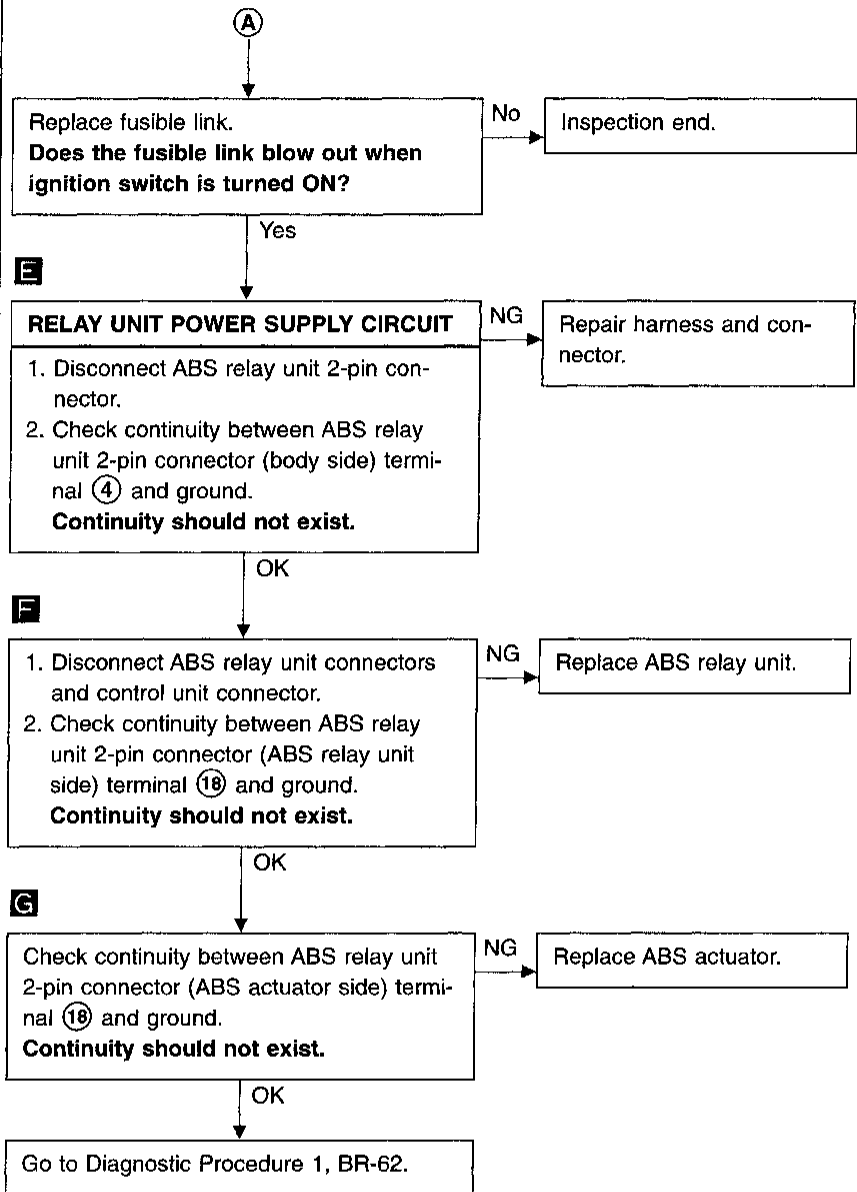 A
Replace fusible link.
Does the fusible link blow out when
ignition switch is turned ON?
No
Inspection end.
Yes
E
RELAY UNIT POWER SUPPLY CIRCUIT
NG
Repair harness and con-
nector.
1. Disconnect ABS relay unit 2-pin con-
nector.
2. Check continuity between ABS relay
unit 2-pin connector (body side) termi-
nal ④ and ground.
Continuity should not exist.
OK
F
1. Disconnect ABS relay unit connectors
and control unit connector.
2. Check continuity between ABS relay
unit 2-pin connector (ABS relay unit
side) terminal ⑱ and ground.
Continuity should not exist.
NG
Replace ABS relay unit.
OK
G
Check continuity between ABS relay unit
2-pin connector (ABS actuator side) termi-
nal ⑱ and ground.
Continuity should not exist.
NG
Replace ABS actuator.
OK
Go to Diagnostic Procedure 1, BR-62.